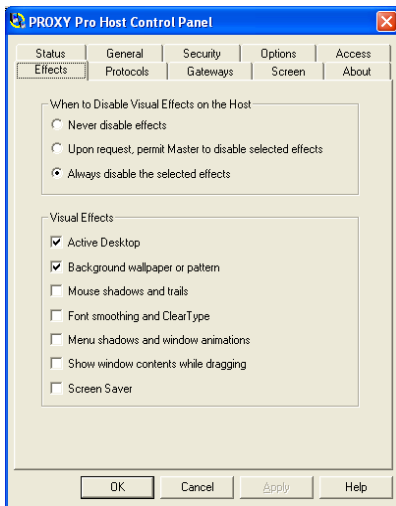 PROXY Pro Host Control Panel
Status General Security Options Access
Effects Protocols Gateways Screen About
When to Disable Visual Effects on the Host
Never disable effects
Upon request, permit Master to disable selected effects
Always disable the selected effects
Visual Effects
Active Desktop
Background wallpaper or pattern
Mouse shadows and trails
Font smoothing and ClearType
Menu shadows and window animations
Show window contents while dragging
Screen Saver
OK Cancel Apply Help